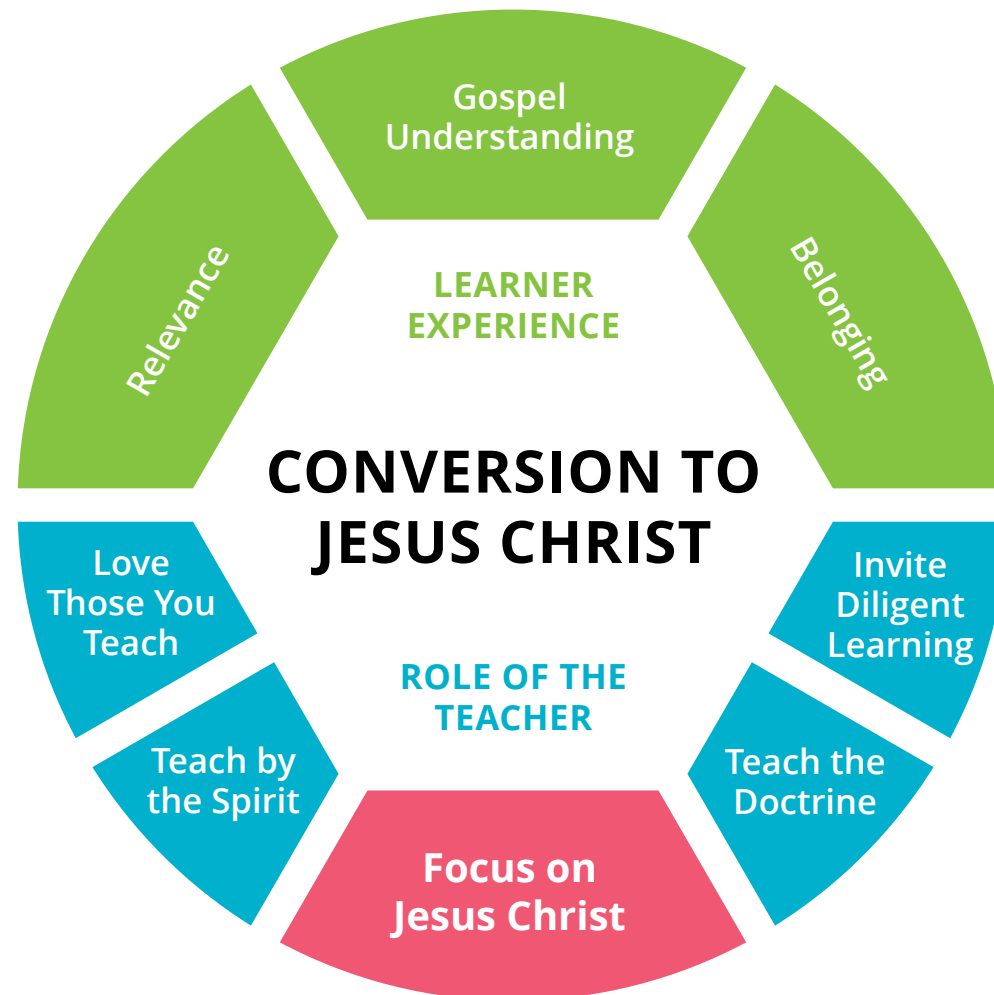 Gospel
Understanding
Relevance
Belonging
LEARNER
EXPERIENCE
CONVERSION TO
JESUS CHRIST
Love
Those You
Teach
Invite
Diligent
Learning
ROLE OF THE
TEACHER
Teach by
the Spirit
Teach the
Doctrine
Focus on
Jesus Christ